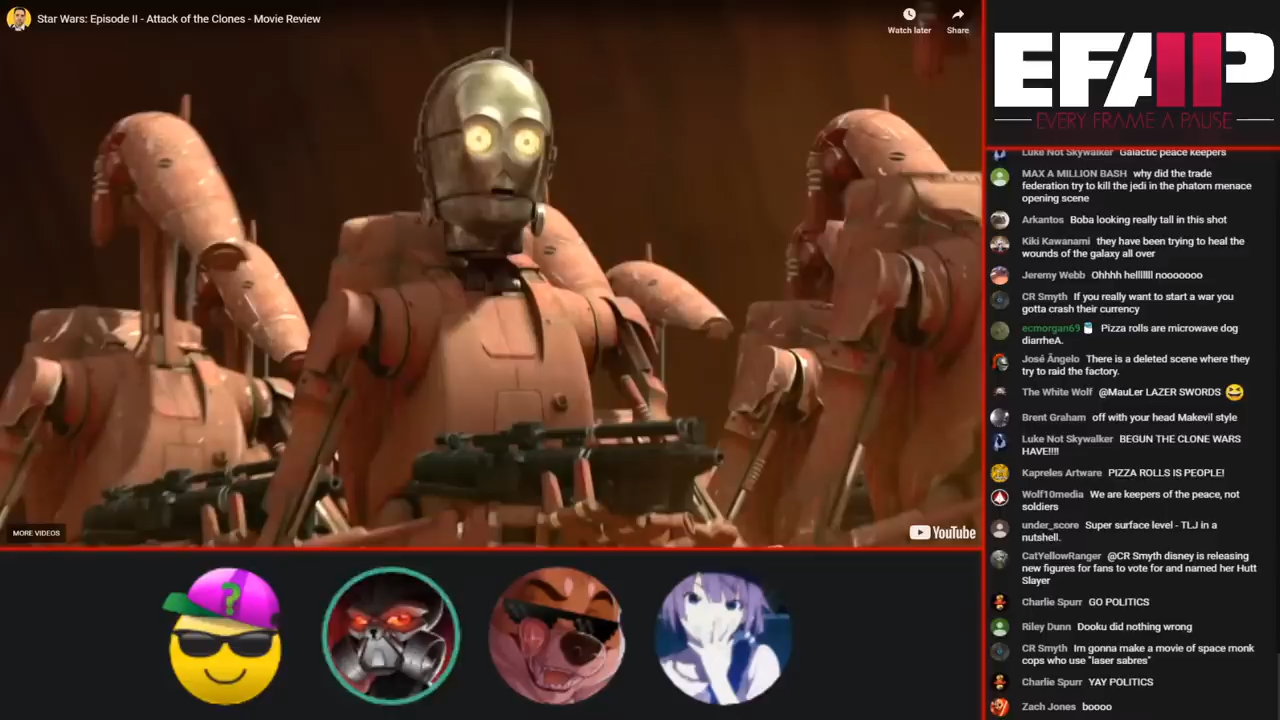 Star Wars: Episode II - Attack of the Clones - Movie Review
Watch later
Share
MORE VIDEOS
YouTube
?
EFAP
EVERY FRAME A PAUSE
Luke Not Skywalker Galactic peace keepers
MAX A MILLION BASH why did the trade
federation try to kill the jedi in the phatom menace
opening scene
Arkantos Boba looking really tall in this shot
Kiki Kawanami they have been trying to heal the
wounds of the galaxy all over
Jeremy Webb Ohhhh helllllll nooooooo
CR Smyth If you really want to start a war you
gotta crash their currency
ecmorgan69 Pizza rolls are microwave dog
diarrheA.
José Ângelo There is a deleted scene where they
try to raid the factory.
The White Wolf @MauLer LAZER SWORDS 😆
Brent Graham off with your head Makevil style
Luke Not Skywalker BEGUN THE CLONE WARS
HAVE!!!!
Kapreles Artware PIZZA ROLLS IS PEOPLE!
Wolf10media We are keepers of the peace, not
soldiers
under_score Super surface level - TLJ in a
nutshell.
CatYellowRanger @CR Smyth disney is releasing
new figures for fans to vote for and named her Hutt
Slayer
Charlie Spurr GO POLITICS
Riley Dunn Dooku did nothing wrong
CR Smyth Im gonna make a movie of space monk
cops who use "laser sabres"
Charlie Spurr YAY POLITICS
Zach Jones boooo